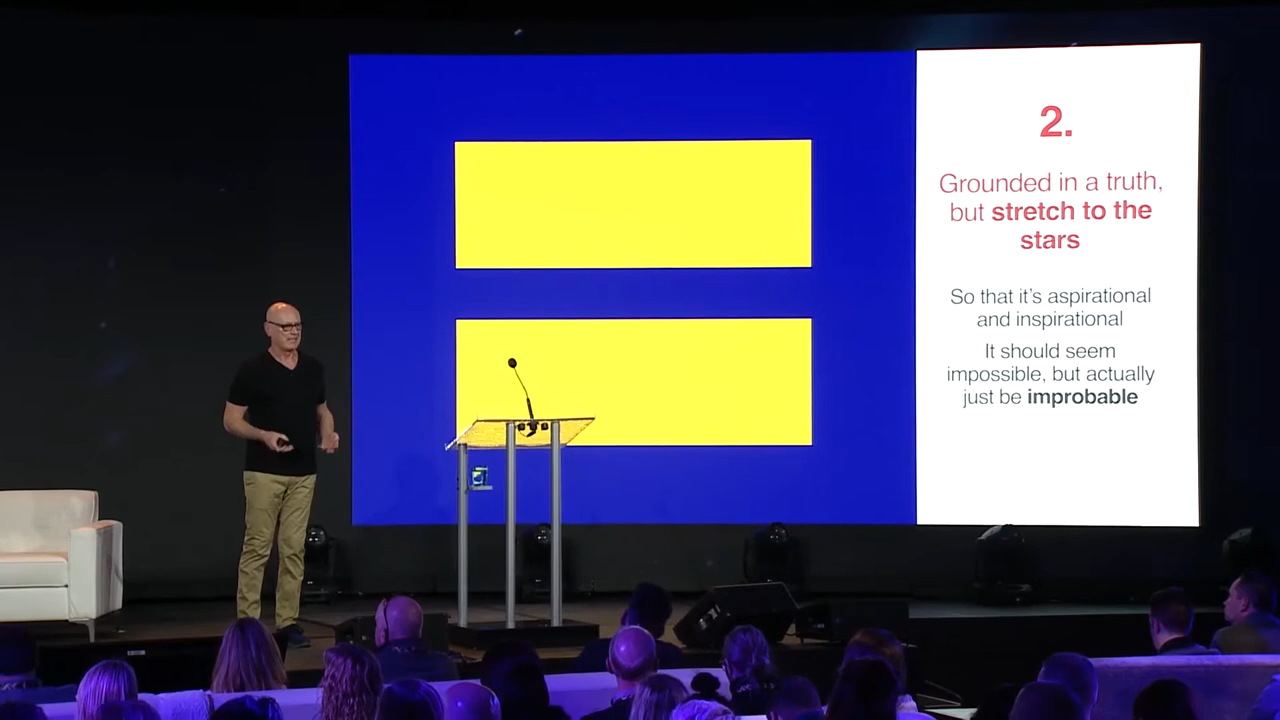 2.
Grounded in a truth,
but stretch to the
stars
So that it's aspirational
and inspirational
It should seem
impossible, but actually
just be improbable